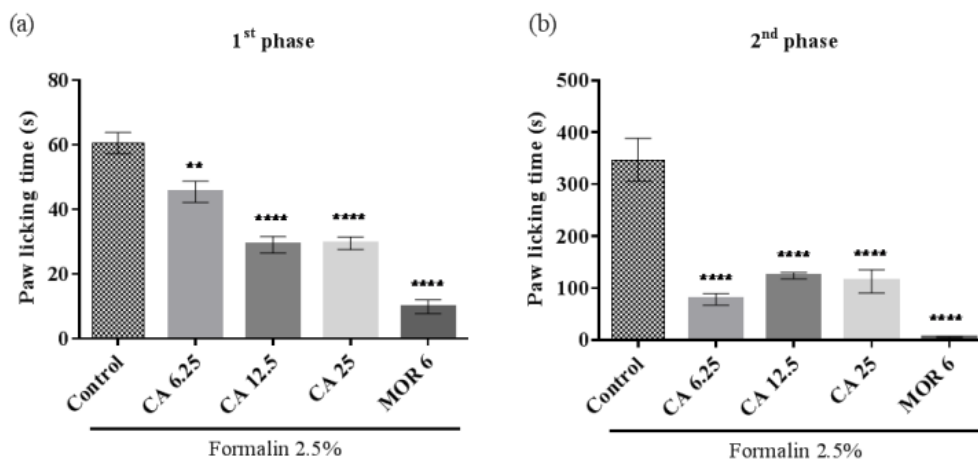 (a)
1st phase
Paw licking time (s)
80
60
40
20
0
**
****
****
****
Control
CA 6.25
CA 12.5
CA 25
MOR 6
Formalin 2.5%
(b)
2nd phase
Paw licking time (s)
500
400
300
200
100
0
****
****
****
****
Control
CA 6.25
CA 12.5
CA 25
MOR 6
Formalin 2.5%